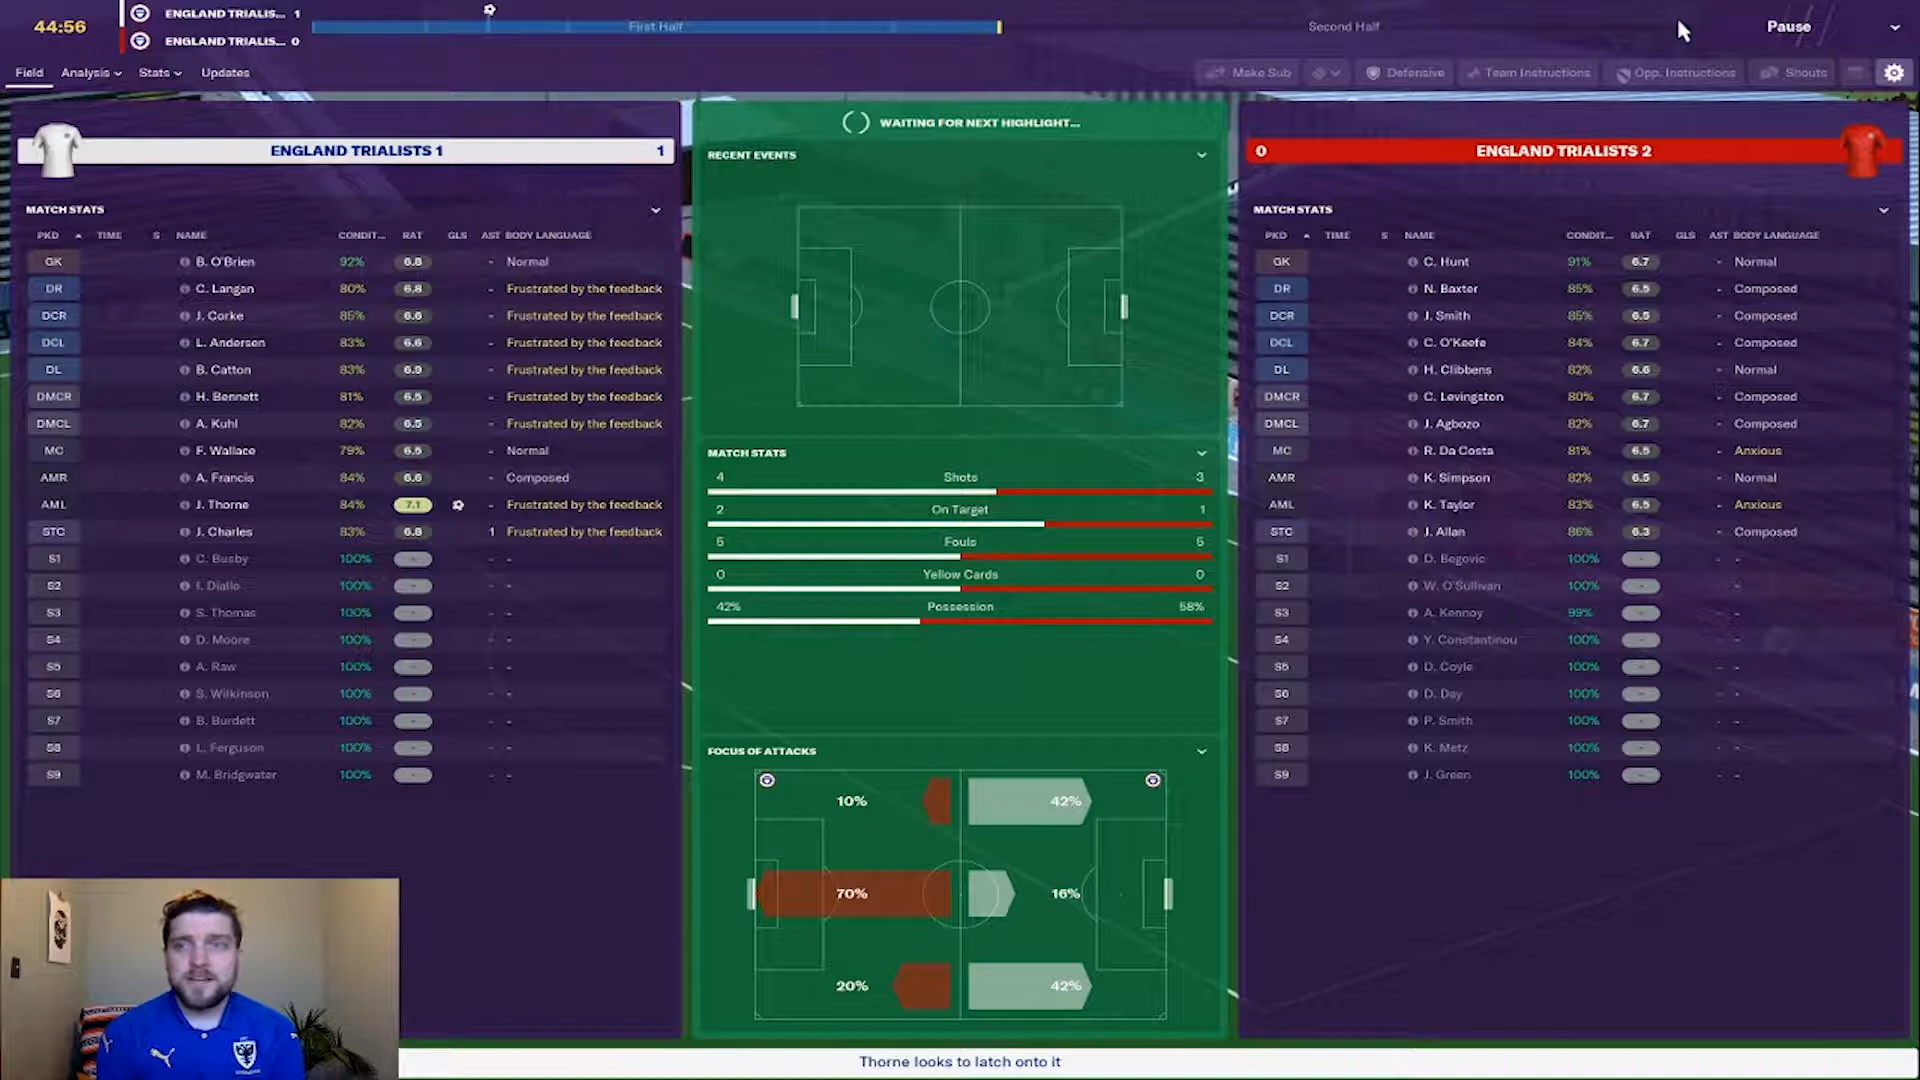 44:56
ENGLAND TRIALIS... 1
ENGLAND TRIALIS... 0
First Half
Second Half
Pause
Field Analysis Stats Updates
Make Sub Defensive Team Instructions Opp. Instructions Shouts
ENGLAND TRIALISTS 1 1
MATCH STATS
PKD TIME S NAME CONDIT... RAT GLS AST BODY LANGUAGE
GK B. O'Brien 92% 6.8 - Normal
DR C. Langan 80% 6.8 - Frustrated by the feedback
DCR J. Corke 85% 6.6 - Frustrated by the feedback
DCL L. Andersen 83% 6.6 - Frustrated by the feedback
DL B. Catton 83% 6.9 - Frustrated by the feedback
DMCR H. Bennett 81% 6.5 - Frustrated by the feedback
DMCL A. Kuhl 82% 6.5 - Frustrated by the feedback
MC F. Wallace 79% 6.5 - Normal
AMR A. Francis 84% 6.6 - Composed
AML J. Thorne 84% 7.1 - Frustrated by the feedback
STC J. Charles 83% 6.8 1 Frustrated by the feedback
S1 C. Busby 100% - - -
S2 I. Diallo 100% - - -
S3 S. Thomas 100% - - -
S4 D. Moore 100% - - -
S5 A. Raw 100% - - -
S6 S. Wilkinson 100% - - -
S7 B. Burdett 100% - - -
S8 L. Ferguson 100% - - -
S9 M. Bridgwater 100% - - -
WAITING FOR NEXT HIGHLIGHT...
RECENT EVENTS
MATCH STATS
4 Shots 3
2 On Target 1
5 Fouls 5
0 Yellow Cards 0
42% Possession 58%
FOCUS OF ATTACKS
10% 42%
70% 16%
20% 42%
0 ENGLAND TRIALISTS 2
MATCH STATS
PKD TIME S NAME CONDIT... RAT GLS AST BODY LANGUAGE
GK C. Hunt 91% 6.7 - Normal
DR N. Baxter 85% 6.5 - Composed
DCR J. Smith 85% 6.5 - Composed
DCL C. O'Keefe 84% 6.7 - Composed
DL H. Clibbens 82% 6.6 - Normal
DMCR C. Levingston 80% 6.7 - Composed
DMCL J. Agbozo 82% 6.7 - Composed
MC R. Da Costa 81% 6.5 - Anxious
AMR K. Simpson 82% 6.5 - Normal
AML K. Taylor 83% 6.5 - Anxious
STC J. Allan 86% 6.3 - Composed
S1 D. Begovic 100% - - -
S2 W. O'Sullivan 100% - - -
S3 A. Kennoy 99% - - -
S4 Y. Constantinou 100% - - -
S5 D. Coyle 100% - - -
S6 D. Day 100% - - -
S7 P. Smith 100% - - -
S8 K. Metz 100% - - -
S9 J. Green 100% - - -
Thorne looks to latch onto it